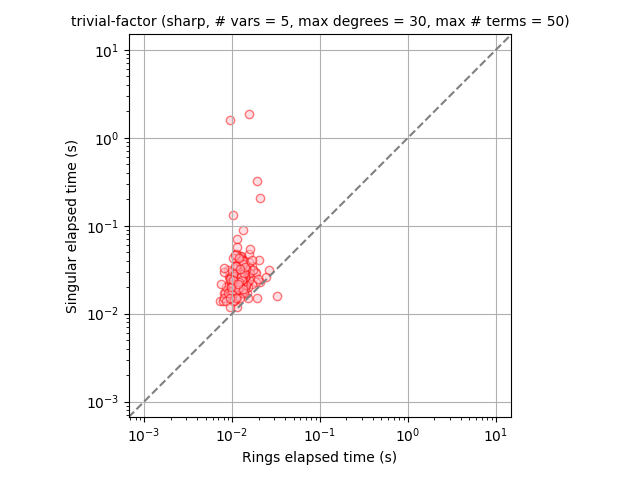 trivial-factor (sharp, # vars = 5, max degrees = 30, max # terms = 50)
Singular elapsed time (s)
10¹
10⁰
10⁻¹
10⁻²
10⁻³
10⁻³ 10⁻² 10⁻¹ 10⁰ 10¹
Rings elapsed time (s)